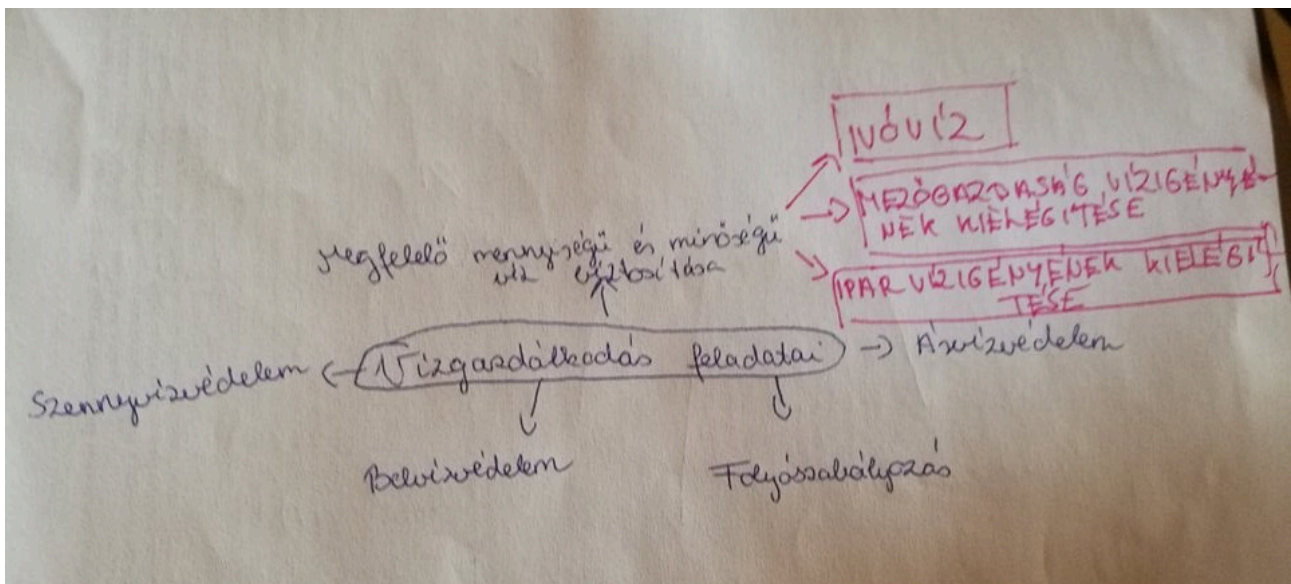 IVÓVÍZ
MEZŐGAZDASÁG VÍZIGÉNYÉ-
NEK KIELÉGÍTÉSE
Megfelelő mennyiségű és minőségű
víz biztosítása
IPAR VÍZIGÉNYÉNEK KIELÉGÍ-
TÉSE
Vízgazdálkodás feladatai
Árvízvédelem
Szennyvízvédelem
Belvízvédelem
Folyószabályozás